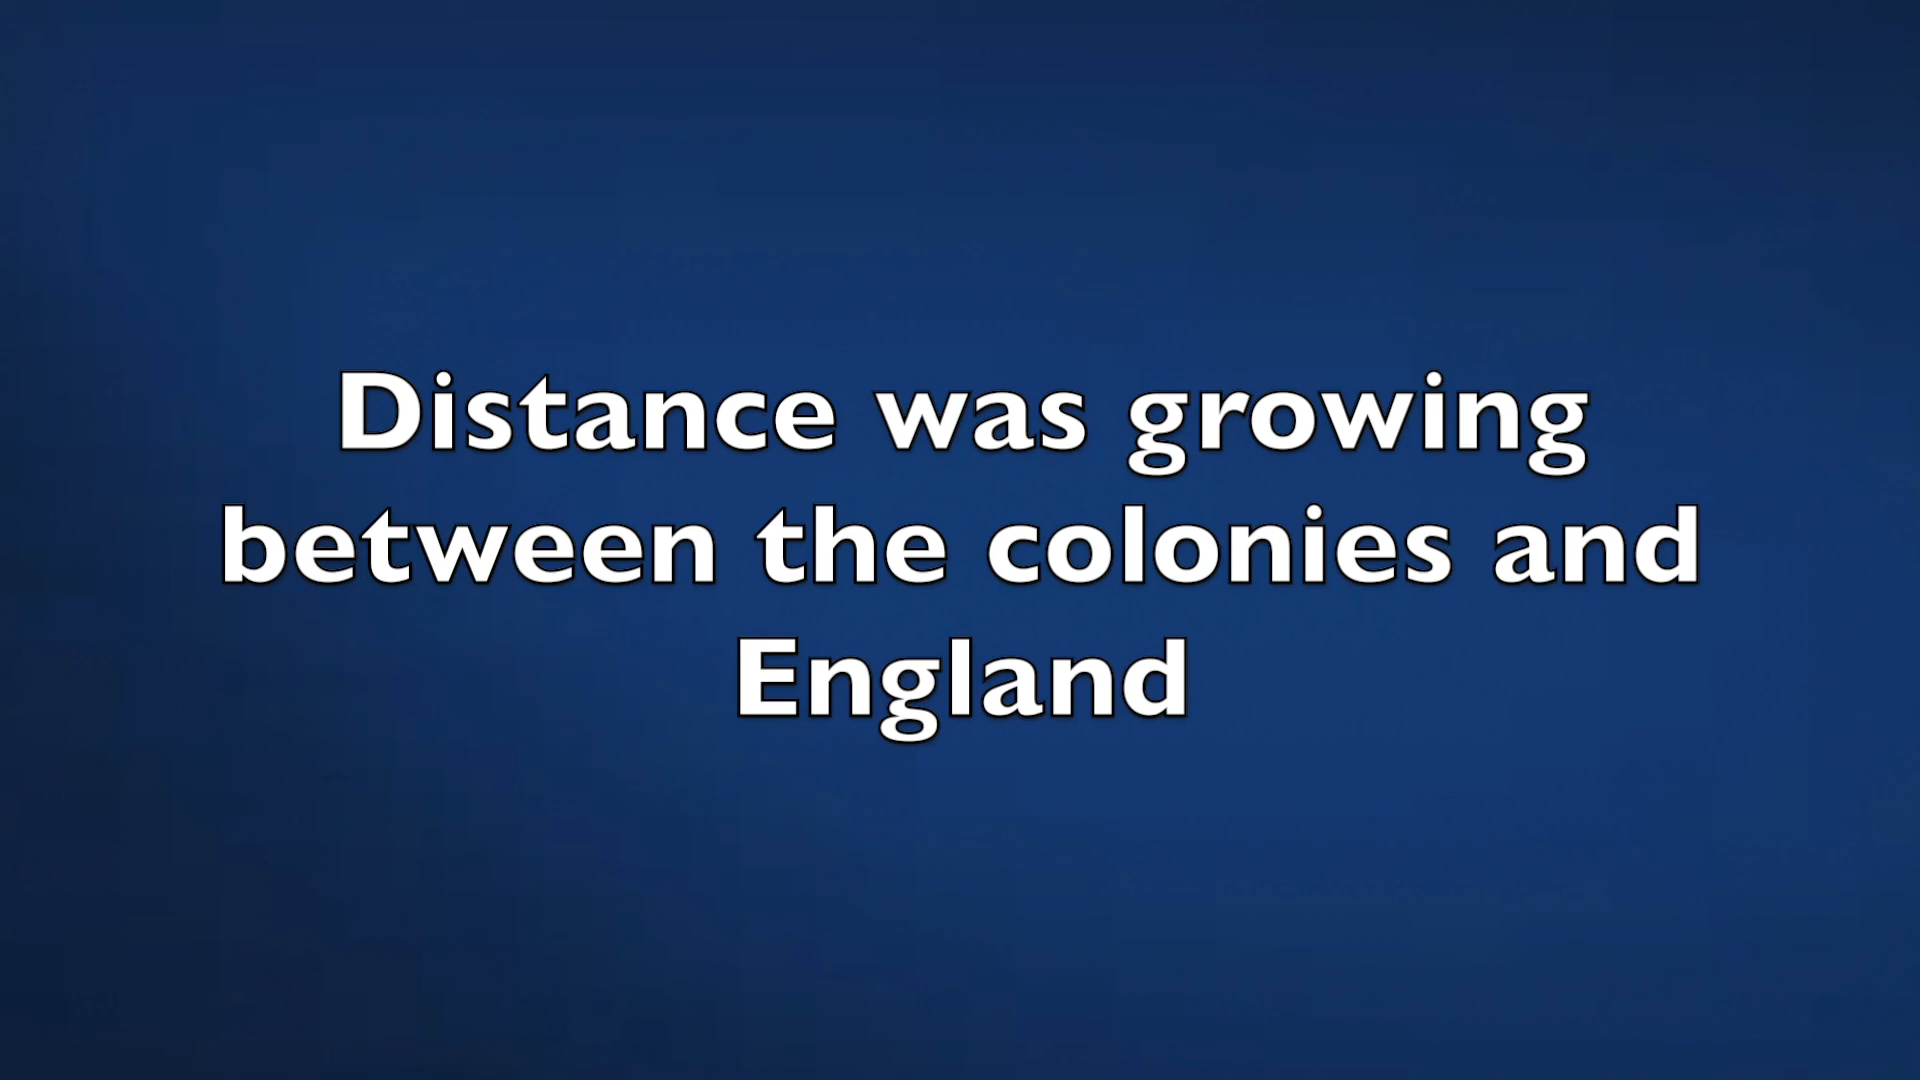 Distance was growing
between the colonies and
England